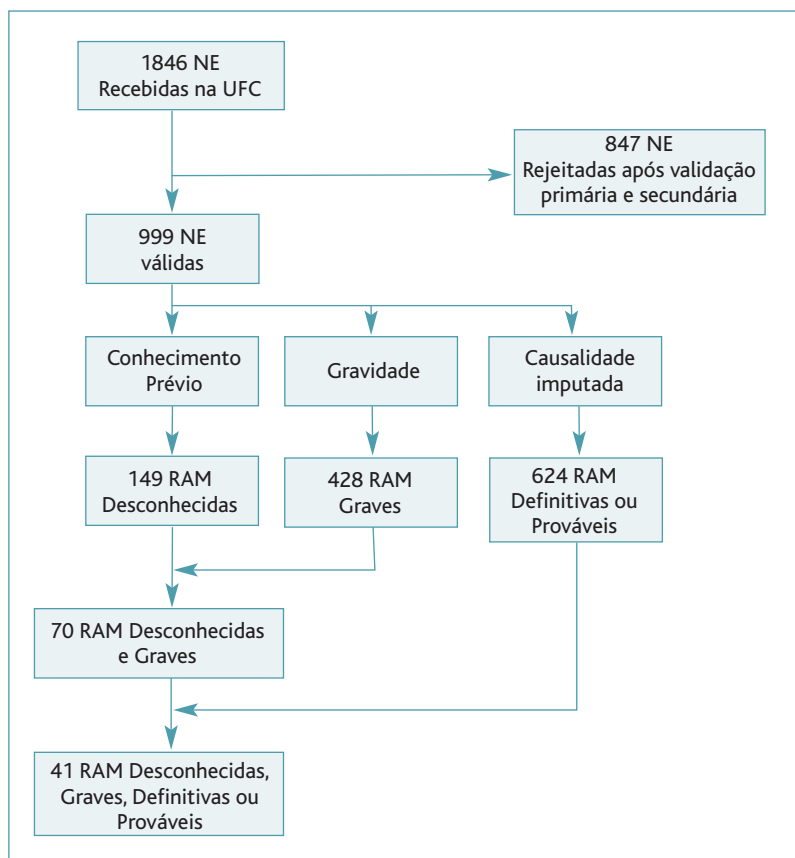 1846 NE
Recebidas na UFC
847 NE
Rejeitadas após validação
primária e secundária
999 NE
válidas
Conhecimento
Prévio
Gravidade
Causalidade
imputada
149 RAM
Desconhecidas
428 RAM
Graves
624 RAM
Definitivas ou
Prováveis
70 RAM Desconhecidas
e Graves
41 RAM Desconhecidas,
Graves, Definitivas ou
Prováveis